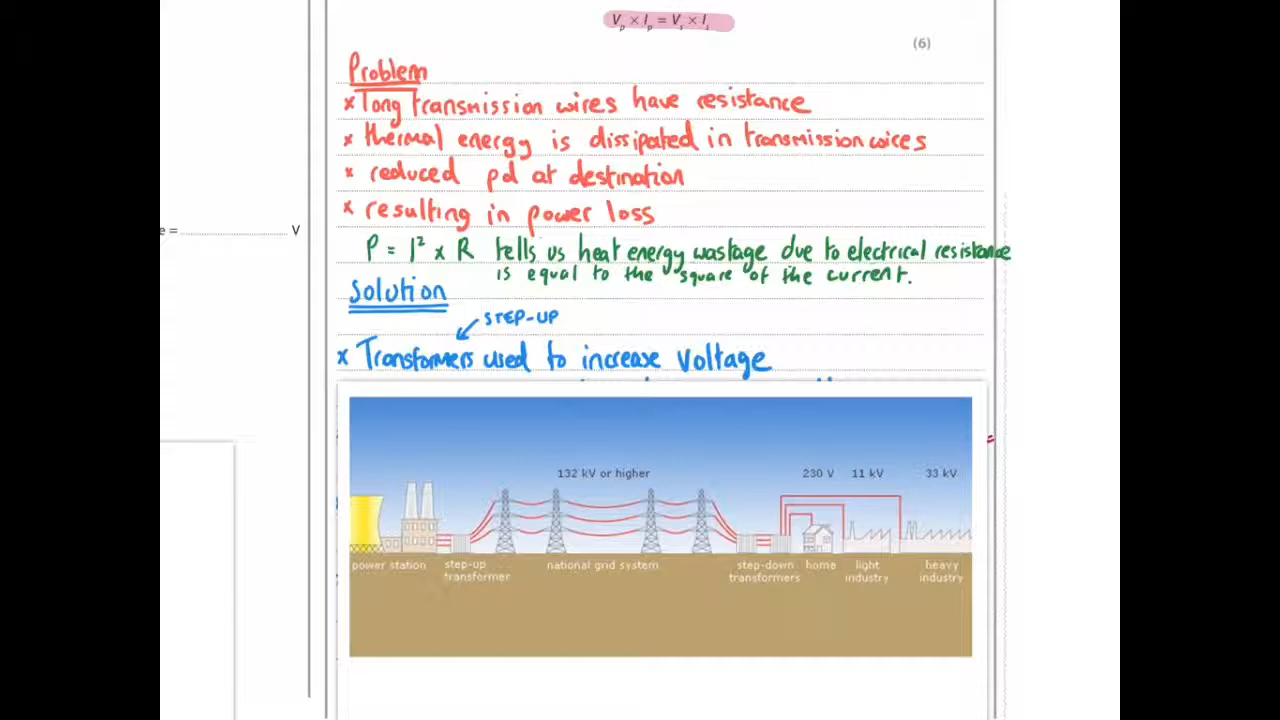 Vp × Ip = Vs × Is
(6)
Problem
× Long transmission wires have resistance
× thermal energy is dissipated in transmission wires
× reduced pd at destination
× resulting in power loss
e = V
P = I² × R tells us heat energy wastage due to electrical resistance
is equal to the square of the current.
Solution
STEP-UP
× Transformers used to increase voltage
132 kV or higher 230 V 11 kV 33 kV
power station step-up transformer national grid system step-down transformers home light industry heavy industry